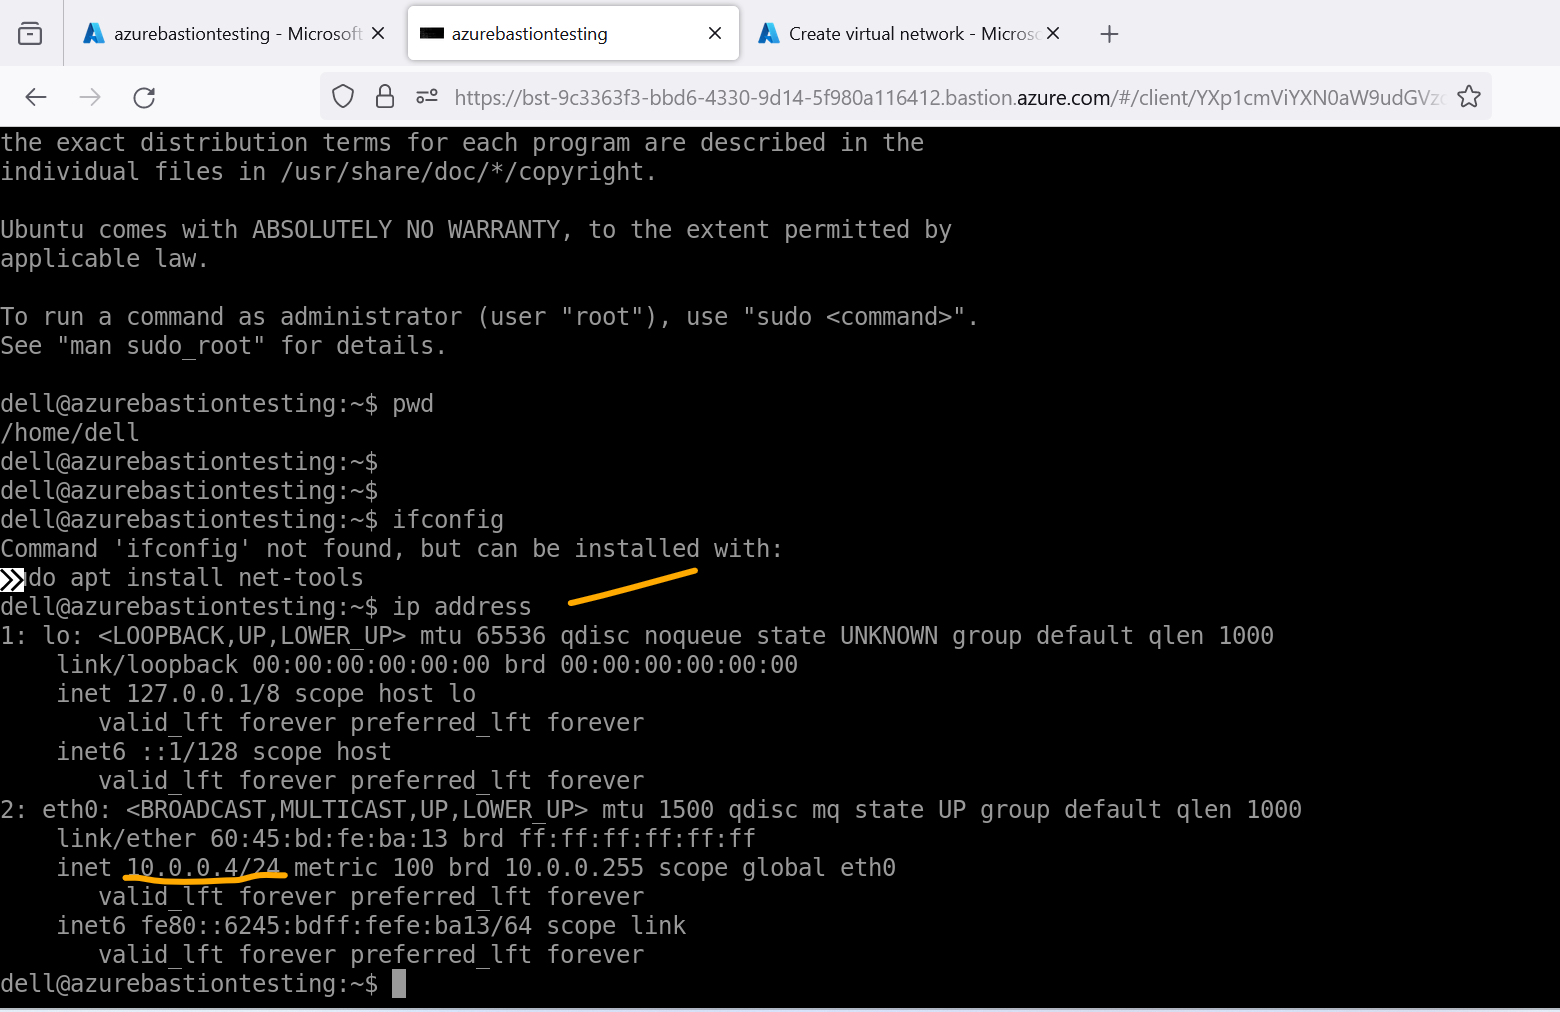 azurebastiontesting - Microsoft
azurebastiontesting
Create virtual network - Micros
https://bst-9c3363f3-bbd6-4330-9d14-5f980a116412.bastion.azure.com/#/client/YXp1cmViYXN0aW9udGVz
the exact distribution terms for each program are described in the
individual files in /usr/share/doc/*/copyright.
Ubuntu comes with ABSOLUTELY NO WARRANTY, to the extent permitted by
applicable law.
To run a command as administrator (user "root"), use "sudo <command>".
See "man sudo_root" for details.
dell@azurebastiontesting:~$ pwd
/home/dell
dell@azurebastiontesting:~$
dell@azurebastiontesting:~$
dell@azurebastiontesting:~$ ifconfig
Command 'ifconfig' not found, but can be installed with:
do apt install net-tools
dell@azurebastiontesting:~$ ip address
1: lo: <LOOPBACK,UP,LOWER_UP> mtu 65536 qdisc noqueue state UNKNOWN group default qlen 1000
link/loopback 00:00:00:00:00:00 brd 00:00:00:00:00:00
inet 127.0.0.1/8 scope host lo
valid_lft forever preferred_lft forever
inet6 ::1/128 scope host
valid_lft forever preferred_lft forever
2: eth0: <BROADCAST,MULTICAST,UP,LOWER_UP> mtu 1500 qdisc mq state UP group default qlen 1000
link/ether 60:45:bd:fe:ba:13 brd ff:ff:ff:ff:ff:ff
inet 10.0.0.4/24 metric 100 brd 10.0.0.255 scope global eth0
valid_lft forever preferred_lft forever
inet6 fe80::6245:bdff:fefe:ba13/64 scope link
valid_lft forever preferred_lft forever
dell@azurebastiontesting:~$